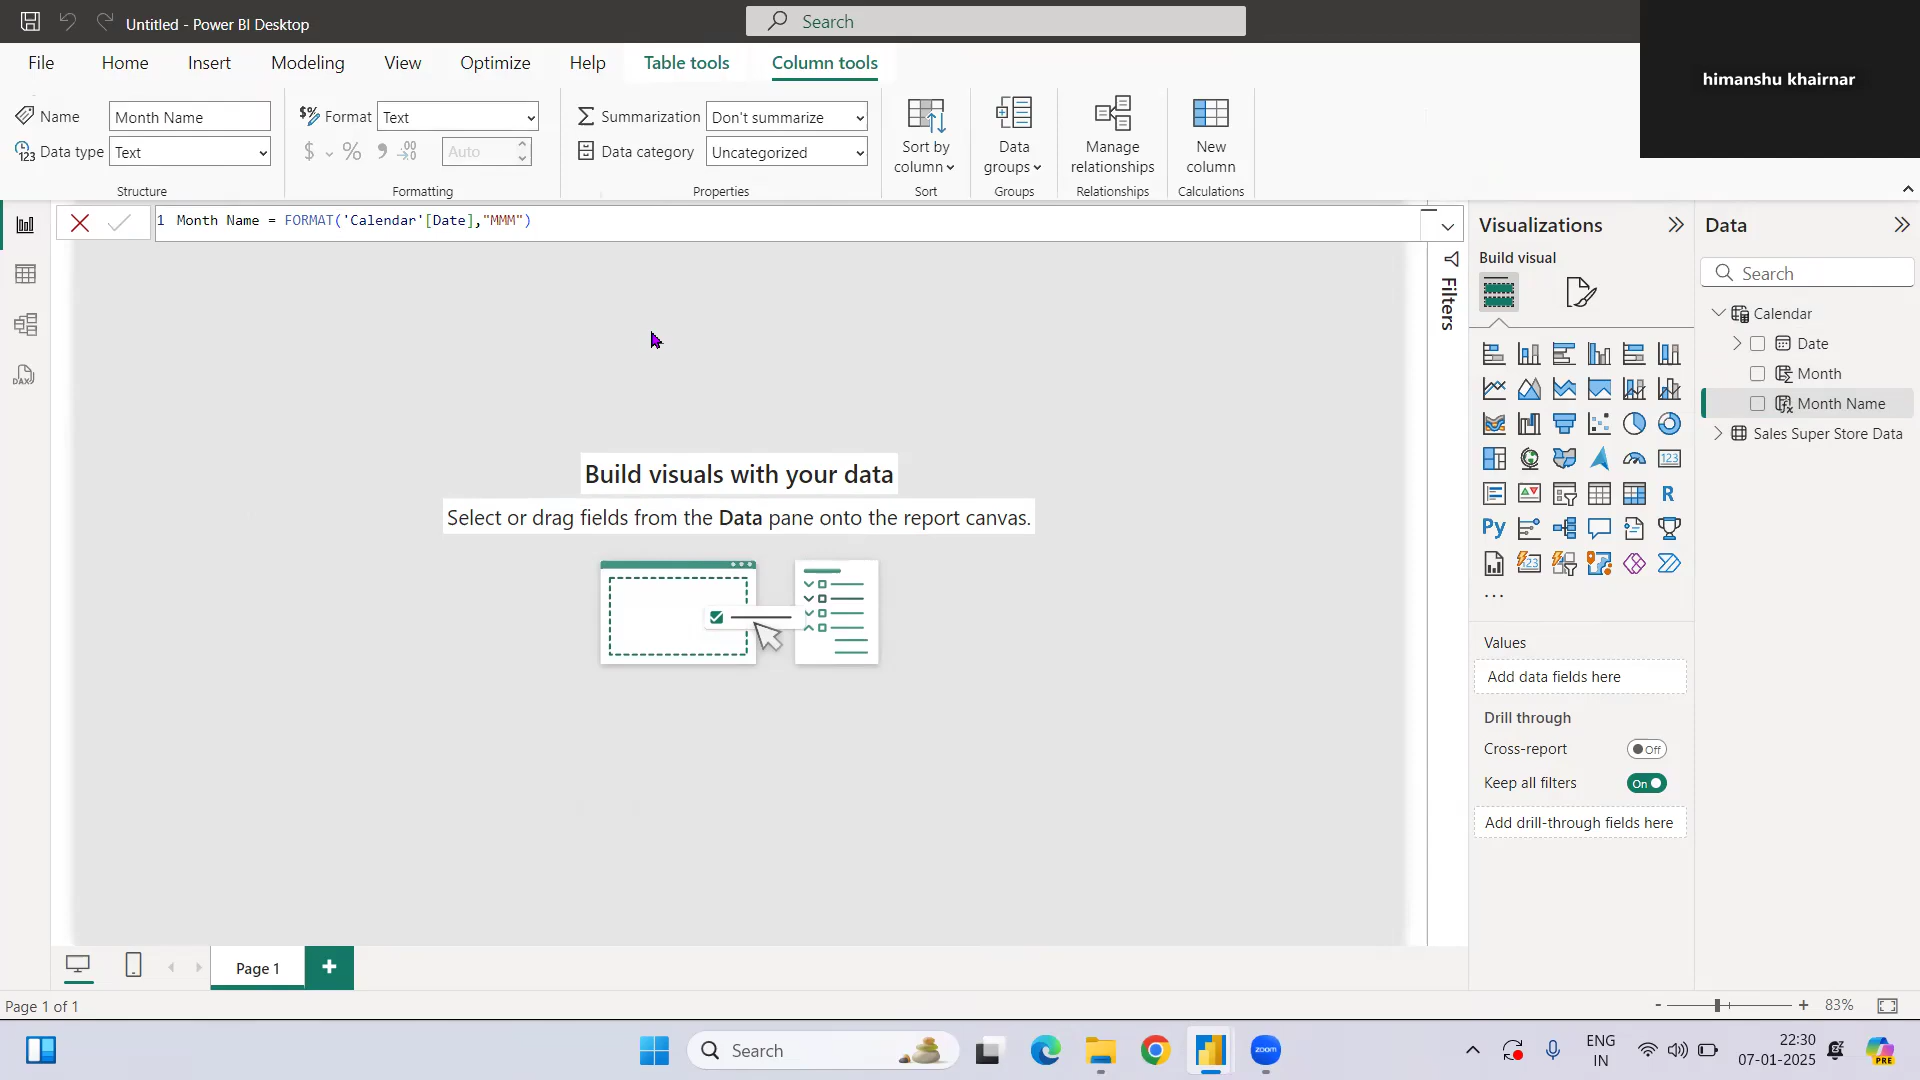 Untitled - Power BI Desktop
Search
himanshu khairnar
File
Home
Insert
Modeling
View
Optimize
Help
Table tools
Column tools
Name
Month Name
Data type
Text
Structure
Format
Text
Auto
Formatting
Summarization
Don't summarize
Data category
Uncategorized
Properties
Sort by
column
Sort
Data
groups
Groups
Manage
relationships
Relationships
New
column
Calculations
1 Month Name = FORMAT('Calendar'[Date],"MMM")
Filters
Build visuals with your data
Select or drag fields from the Data pane onto the report canvas.
Visualizations
Build visual
123
R
Py
123
...
Values
Add data fields here
Drill through
Cross-report
Off
Keep all filters
On
Add drill-through fields here
Data
Search
Calendar
Date
Month
Month Name
Sales Super Store Data
DAX
Page 1
Page 1 of 1
- + 83%
Search
zoom
ENG
IN
22:30
07-01-2025
PRE